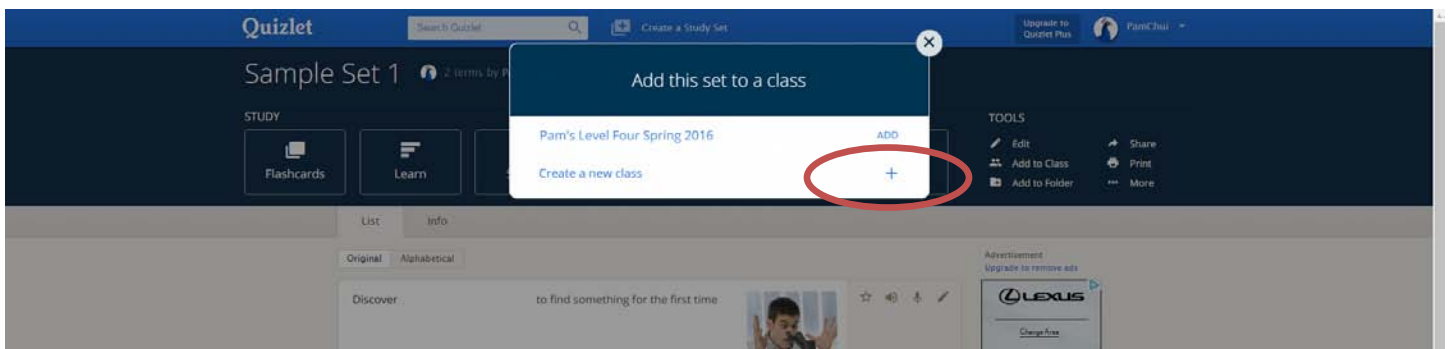 Quizlet
Search Quizlet
Create a Study Set
Upgrade to
Quizlet Plus
PamChui
Sample Set 1
2 terms by P
Add this set to a class
Pam's Level Four Spring 2016 ADD
Create a new class +
STUDY
Flashcards
Learn
TOOLS
Edit
Share
Add to Class
Print
Add to Folder
More
List
Info
Original
Alphabetical
Advertisement
Upgrade to remove ads
Discover
to find something for the first time
LEXUS